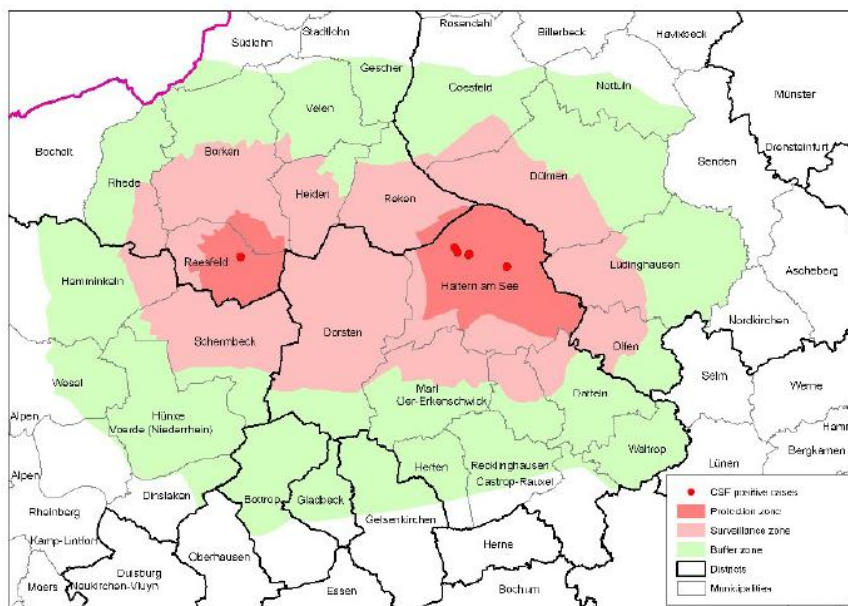 Rosendahl
Stadtlohn
Billerbeck
Südlohn
Havixbeck
Gescher
Coesfeld
Nottuln
Münster
Velen
Drensteinfurt
Bocholt
Borken
Senden
Rhede
Dülmen
Heiden
Reken
Raesfeld
Lüdinghausen
Ascheberg
Hamminkeln
Haltern am See
Nordkirchen
Dorsten
Schermbeck
Olfen
Selm
Wesel
Marl
Werne
Oer-Erkenschwick
Datteln
Alpen
Hünxe
Hamm
Voerde (Niederrhein)
Waltrop
Bergkamen
Herten
Recklinghausen
Lünen
Alpen
Castrop-Rauxel
Dinslaken
Bottrop
Gladbeck
Gelsenkirchen
Rheinberg
Kamp-Lintfort
Oberhausen
Herne
Duisburg
Moers
Neukirchen-Vluyn
Essen
Bochum
CSF positive cases
Protection zone
Surveillance zone
Buffer zone
Districts
Municipalities